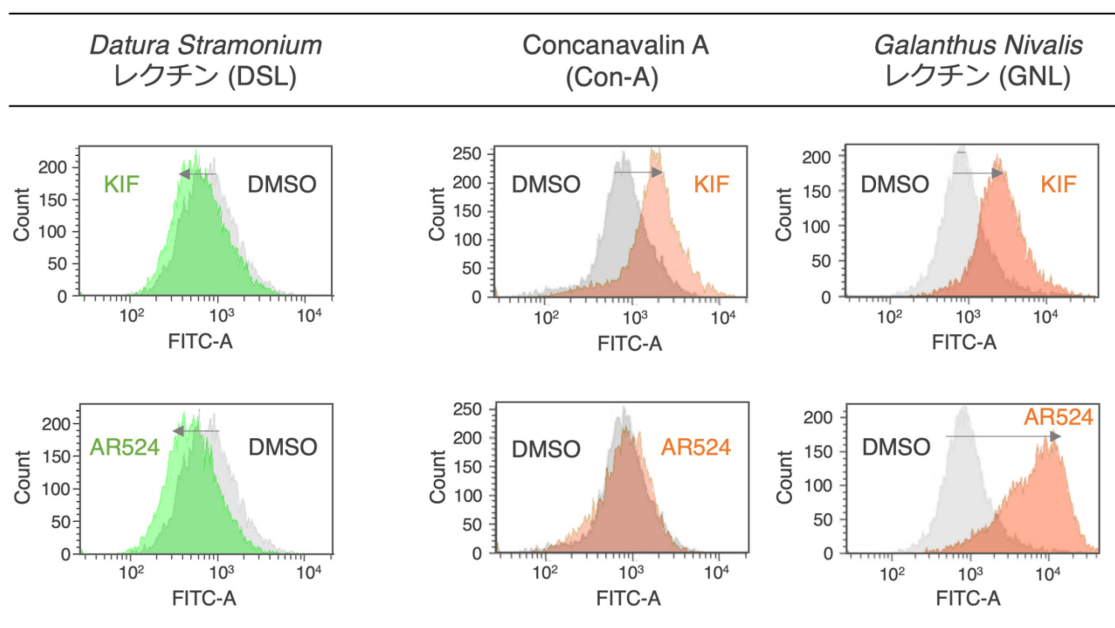 Datura Stramonium
レクチン (DSL)
Concanavalin A
(Con-A)
Galanthus Nivalis
レクチン (GNL)
200
150
100
50
0
Count
KIF
DMSO
10²
10³
10⁴
FITC-A
250
200
150
100
50
0
Count
DMSO
KIF
10²
10³
10⁴
FITC-A
200
150
100
50
0
Count
DMSO
KIF
10²
10³
10⁴
FITC-A
200
150
100
50
0
Count
AR524
DMSO
10²
10³
10⁴
FITC-A
250
200
150
100
50
0
Count
DMSO
AR524
10²
10³
10⁴
FITC-A
200
150
100
50
0
Count
DMSO
AR524
10²
10³
10⁴
FITC-A